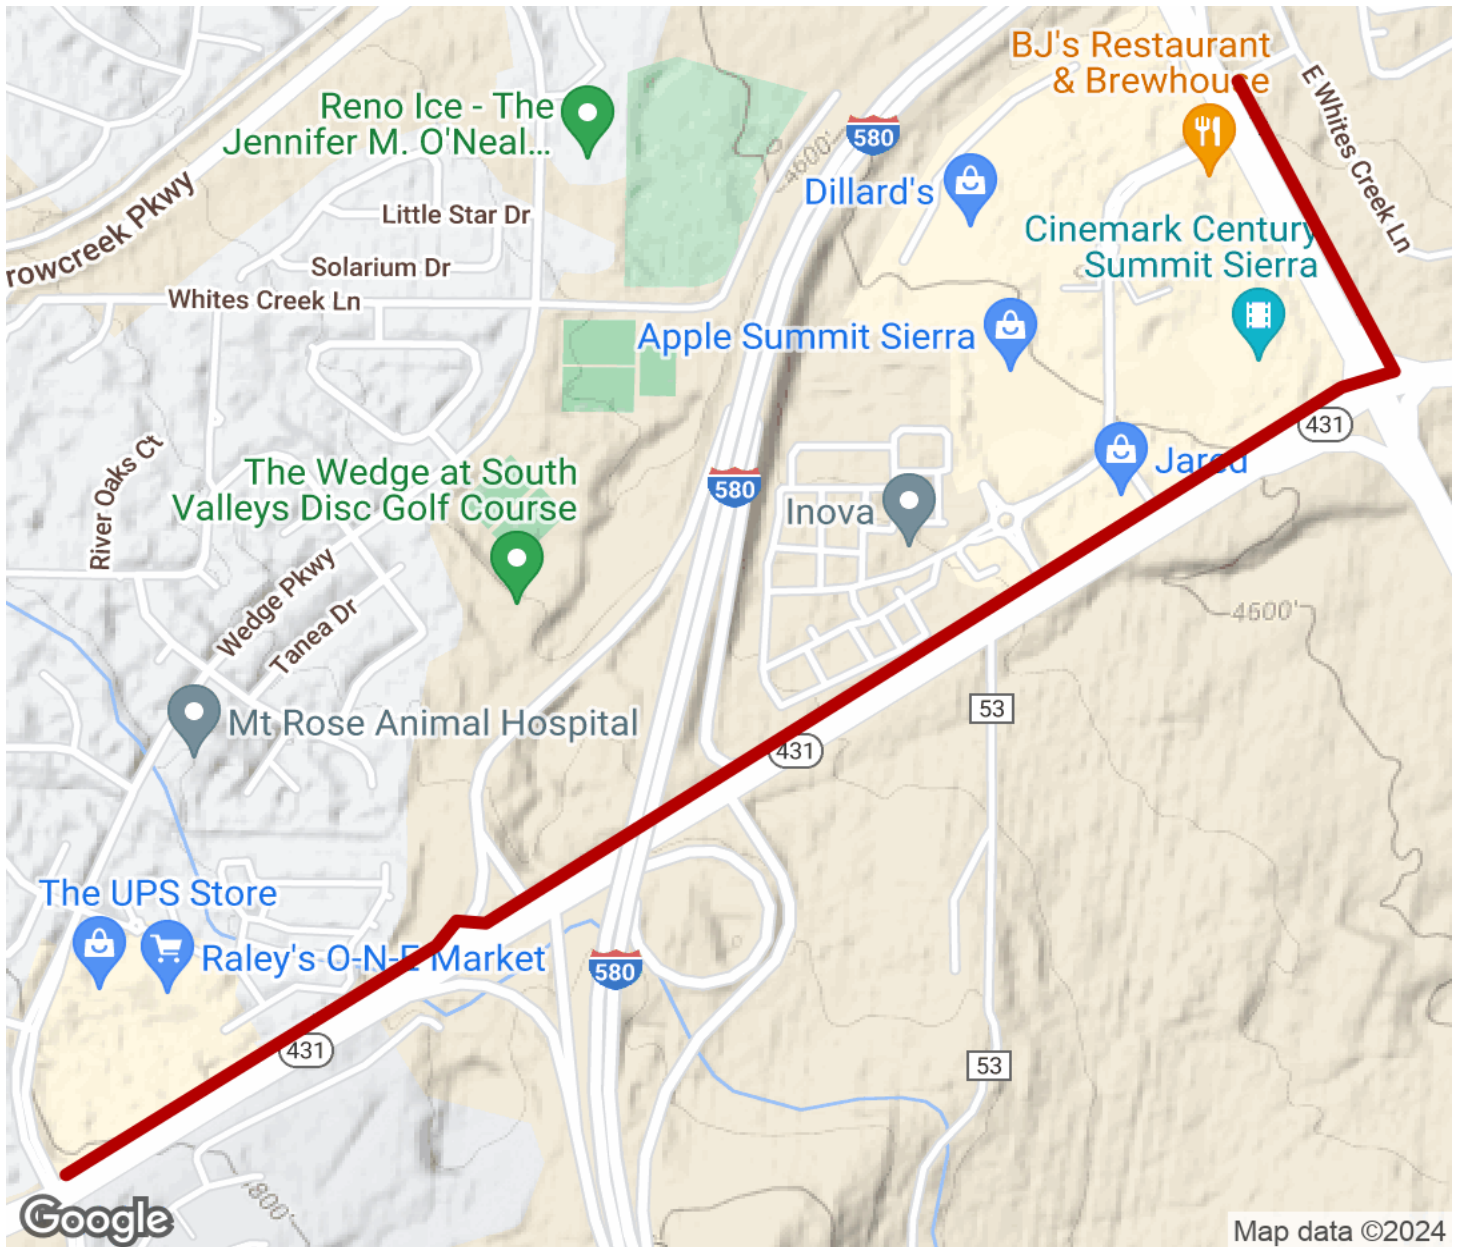 BJ's Restaurant
& Brewhouse
E Whites Creek Ln
Reno Ice - The
Jennifer M. O'Neal...
580
4600'
Dillard's
rowcreek Pkwy
Little Star Dr
Solarium Dr
Whites Creek Ln
Cinemark Century
Summit Sierra
Apple Summit Sierra
431
River Oaks Ct
The Wedge at South
Valleys Disc Golf Course
580
Jared
Inova
Wedge Pkwy
Tanea Dr
4600'
53
Mt Rose Animal Hospital
431
The UPS Store
Raley's O-N-E Market
580
431
53
800'
Google
Map data ©2024